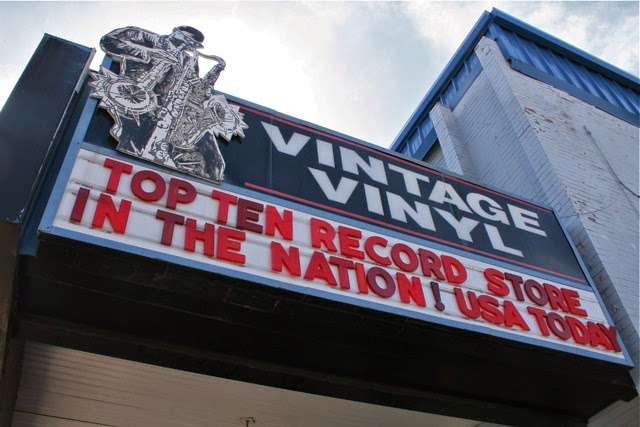 VINTAGE
VINYL
TOP TEN RECORD STORE
IN THE NATION! USA TODAY